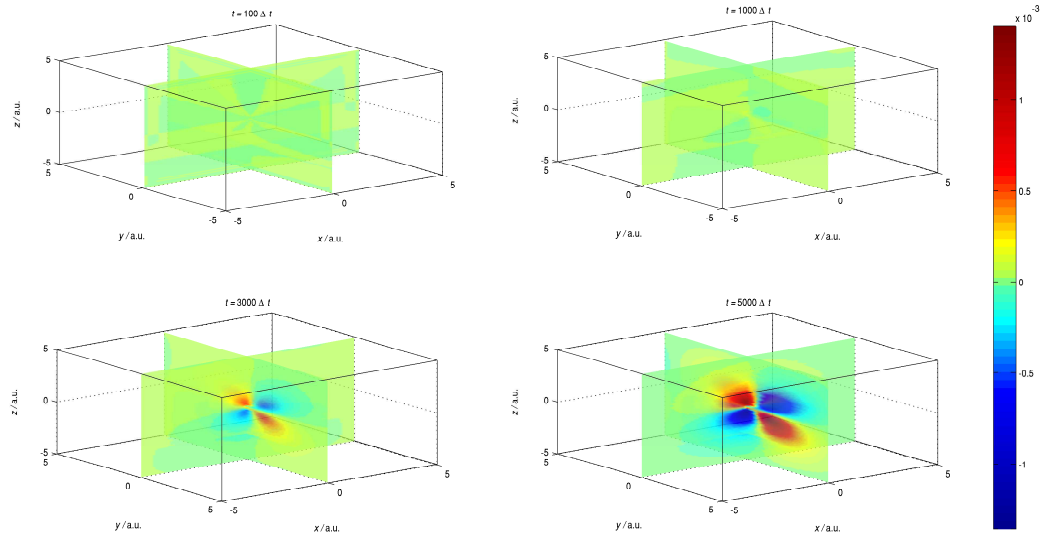 t = 100 Δ t
5
0
-5
z / a.u.
5
0
-5
y / a.u.
-5
0
5
x / a.u.
t = 1000 Δ t
5
0
-5
z / a.u.
5
0
-5
y / a.u.
-5
0
5
x / a.u.
t = 3000 Δ t
5
0
-5
z / a.u.
5
0
5
y / a.u.
-5
0
5
x / a.u.
t = 5000 Δ t
5
0
-5
z / a.u.
5
0
5
y / a.u.
-5
0
5
x / a.u.
x 10 -3
1
0.5
0
-0.5
-1